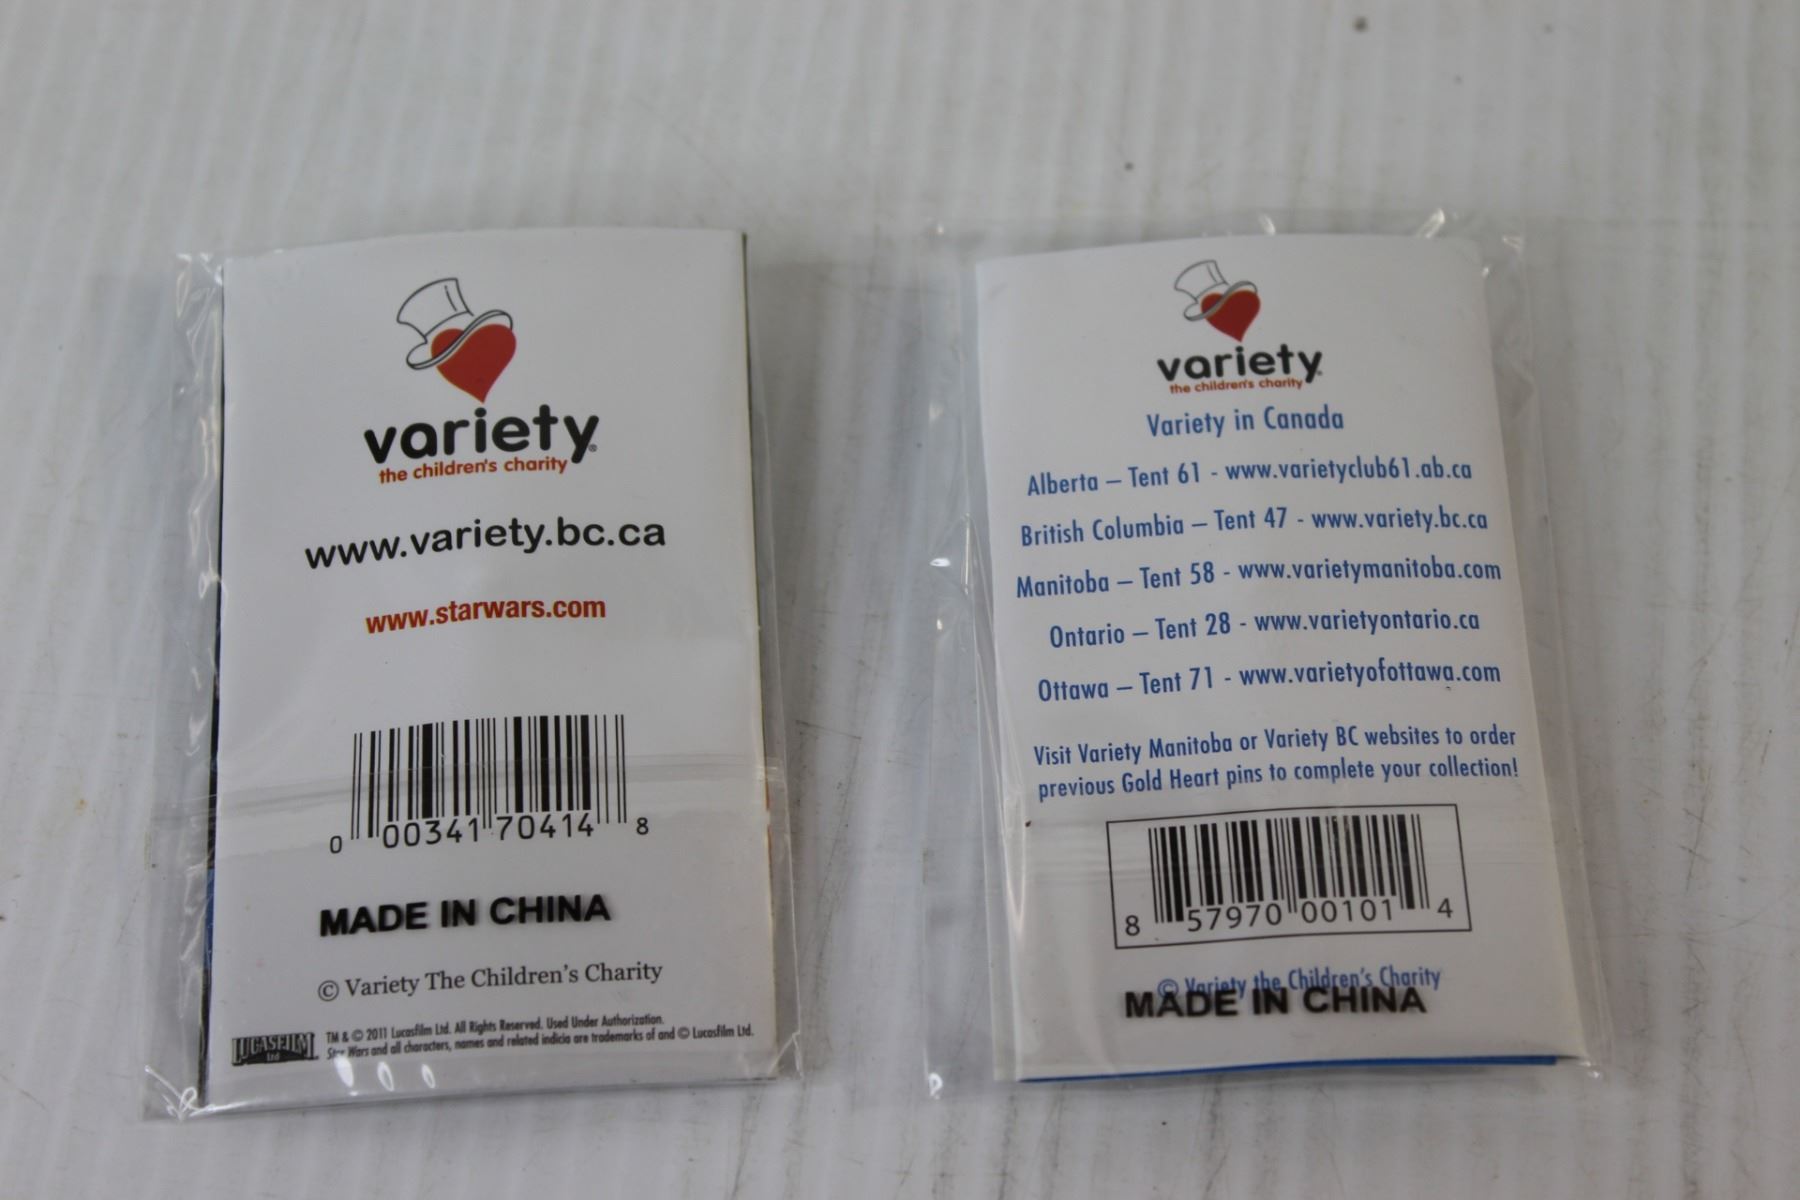 variety®
the children's charity
www.variety.bc.ca
www.starwars.com
0 00341 70414 8
MADE IN CHINA
© Variety The Children's Charity
LUCASFILM Ltd
TM & © 2011 Lucasfilm Ltd. All Rights Reserved. Used Under Authorization.
Star Wars and all characters, names and related indicia are trademarks of and © Lucasfilm Ltd.
variety®
the children's charity
Variety in Canada
Alberta – Tent 61 - www.varietyclub61.ab.ca
British Columbia – Tent 47 - www.variety.bc.ca
Manitoba – Tent 58 - www.varietymanitoba.com
Ontario – Tent 28 - www.varietyontario.ca
Ottawa – Tent 71 - www.varietyofottawa.com
Visit Variety Manitoba or Variety BC websites to order
previous Gold Heart pins to complete your collection!
8 57970 00101 4
© Variety the Children's Charity
MADE IN CHINA